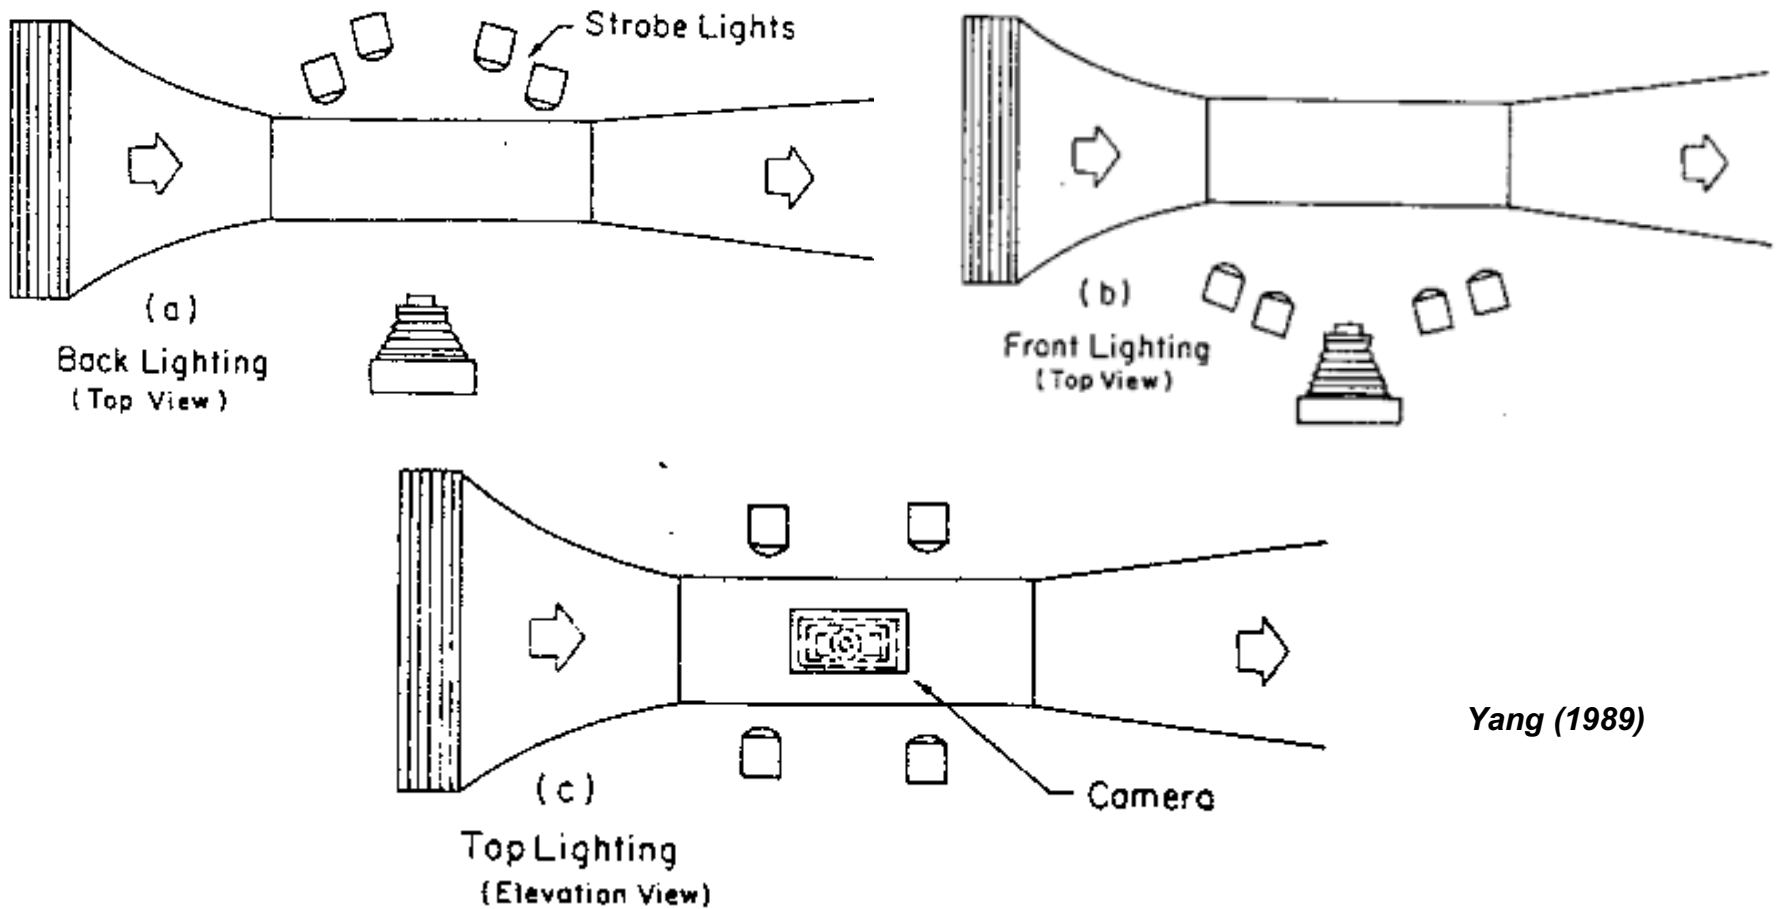 Strobe Lights
(a)
Back Lighting
(Top View)
(b)
Front Lighting
(Top View)
Yang (1989)
(c)
Camera
Top Lighting
(Elevation View)